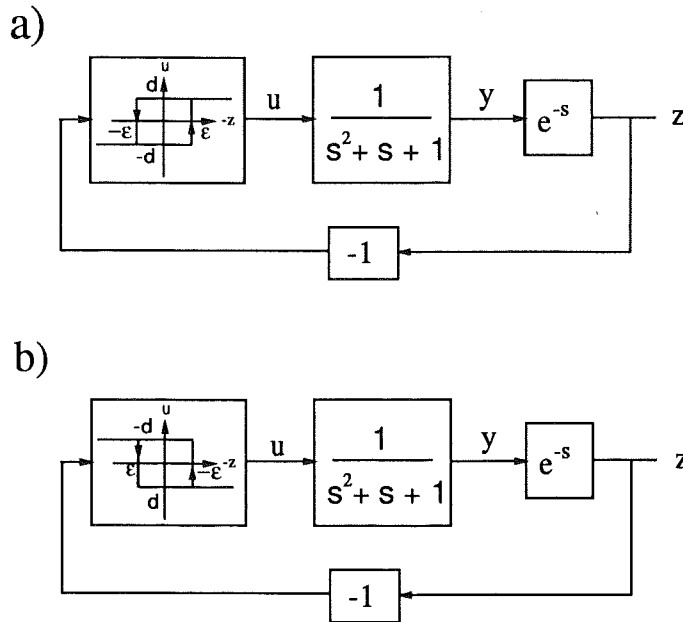 a)
u
d
-ε ε -z
-d
u
1
s² + s + 1
y
e⁻ˢ
z
-1
b)
u
-d
ε -ε -z
d
u
1
s² + s + 1
y
e⁻ˢ
z
-1